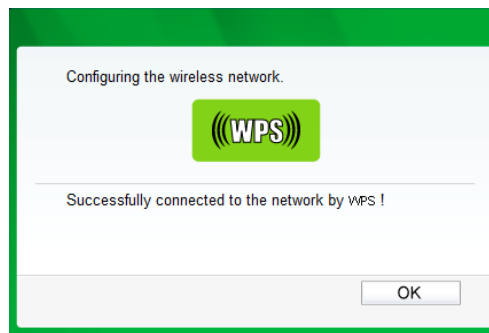 Configuring the wireless network.
(((WPS)))
Successfully connected to the network by WPS !
OK